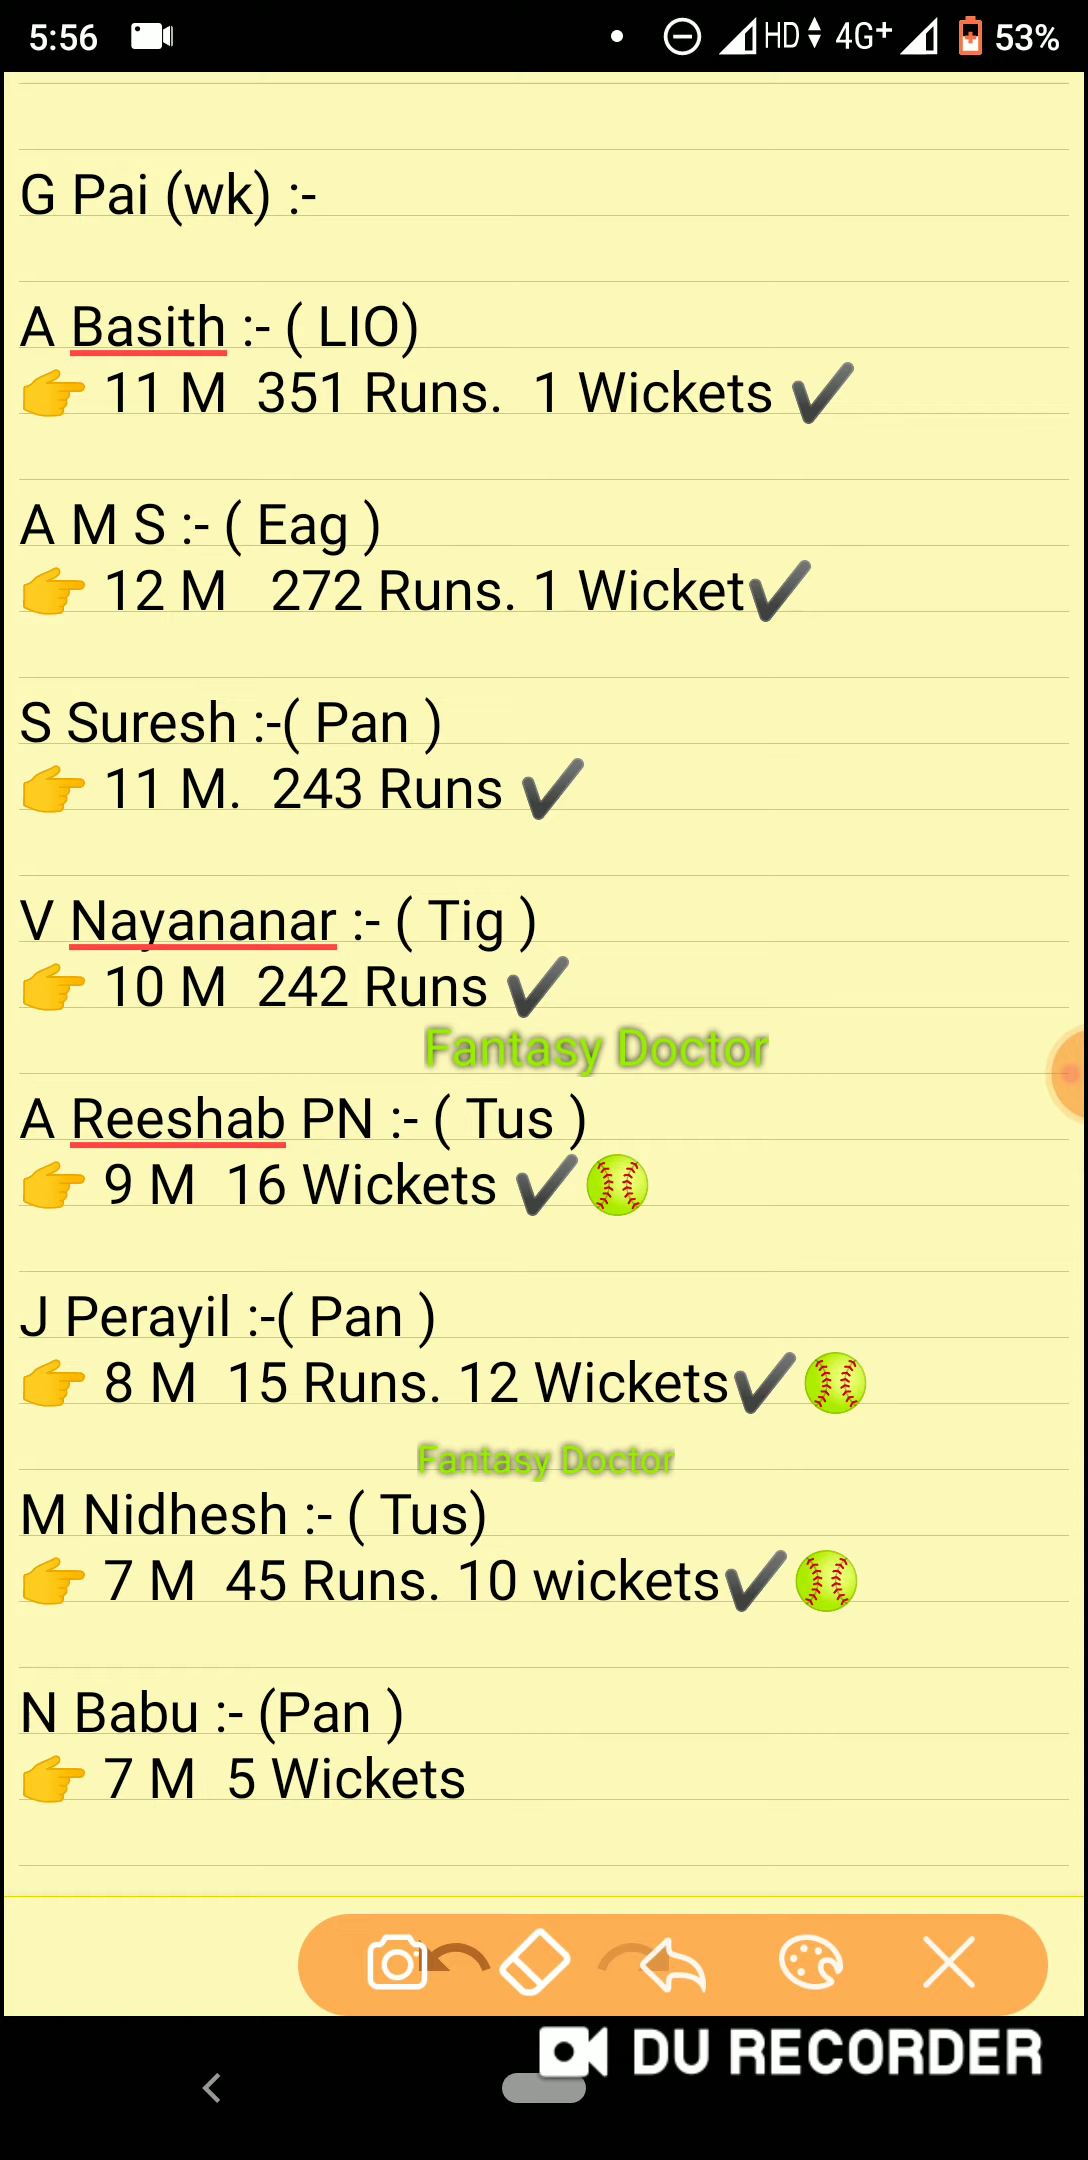 5:56 HD 4G+ 53%
G Pai (wk) :-
A Basith :- ( LIO)
👉 11 M 351 Runs. 1 Wickets ✔
A M S :- ( Eag )
👉 12 M 272 Runs. 1 Wicket✔
S Suresh :-( Pan )
👉 11 M. 243 Runs ✔
V Nayananar :- ( Tig )
👉 10 M 242 Runs ✔
Fantasy Doctor
A Reeshab PN :- ( Tus )
👉 9 M 16 Wickets ✔🥎
J Perayil :-( Pan )
👉 8 M 15 Runs. 12 Wickets✔🥎
Fantasy Doctor
M Nidhesh :- ( Tus)
👉 7 M 45 Runs. 10 wickets✔🥎
N Babu :- (Pan )
👉 7 M 5 Wickets
DU RECORDER